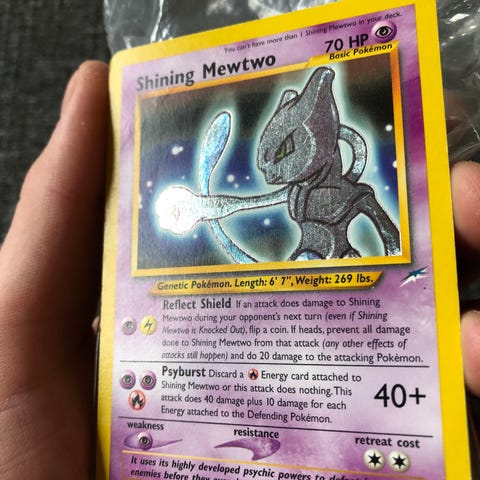 You can't have more than 1 Shining Mewtwo in your deck.
Shining Mewtwo 70 HP
Basic Pokémon
Genetic Pokémon. Length: 6' 7", Weight: 269 lbs.
Reflect Shield If an attack does damage to Shining
Mewtwo during your opponent's next turn (even if Shining
Mewtwo is Knocked Out), flip a coin. If heads, prevent all damage
done to Shining Mewtwo from that attack (any other effects of
attacks still happen) and do 20 damage to the attacking Pokémon.
Psyburst Discard a Energy card attached to
Shining Mewtwo or this attack does nothing. This
attack does 40 damage plus 10 damage for each
Energy attached to the Defending Pokémon.
40+
weakness
resistance
retreat cost
It uses its highly developed psychic powers to
enemies before they